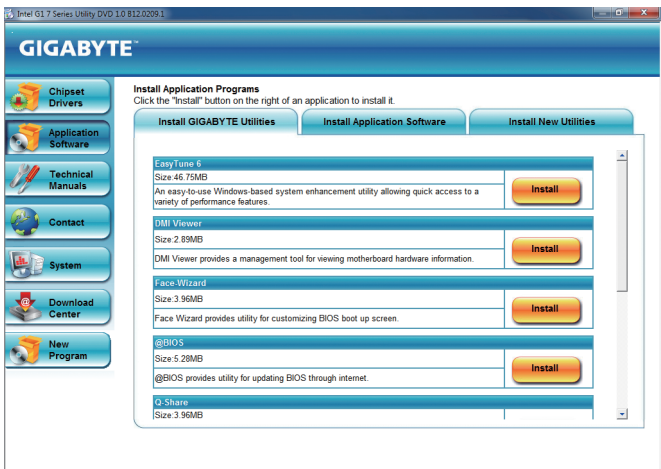 Intel G1 7 Series Utility DVD 1.0 B12.0209.1
GIGABYTE™
Chipset
Drivers
Application
Software
Technical
Manuals
Contact
System
Download
Center
New
Program
Install Application Programs
Click the "Install" button on the right of an application to install it.
Install GIGABYTE Utilities
Install Application Software
Install New Utilities
EasyTune 6
Size:46.75MB
An easy-to-use Windows-based system enhancement utility allowing quick access to a
variety of performance features.
Install
DMI Viewer
Size:2.89MB
DMI Viewer provides a management tool for viewing motherboard hardware information.
Install
Face-Wizard
Size:3.96MB
Face Wizard provides utility for customizing BIOS boot up screen.
Install
@BIOS
Size:5.28MB
@BIOS provides utility for updating BIOS through internet.
Install
Q-Share
Size:3.96MB